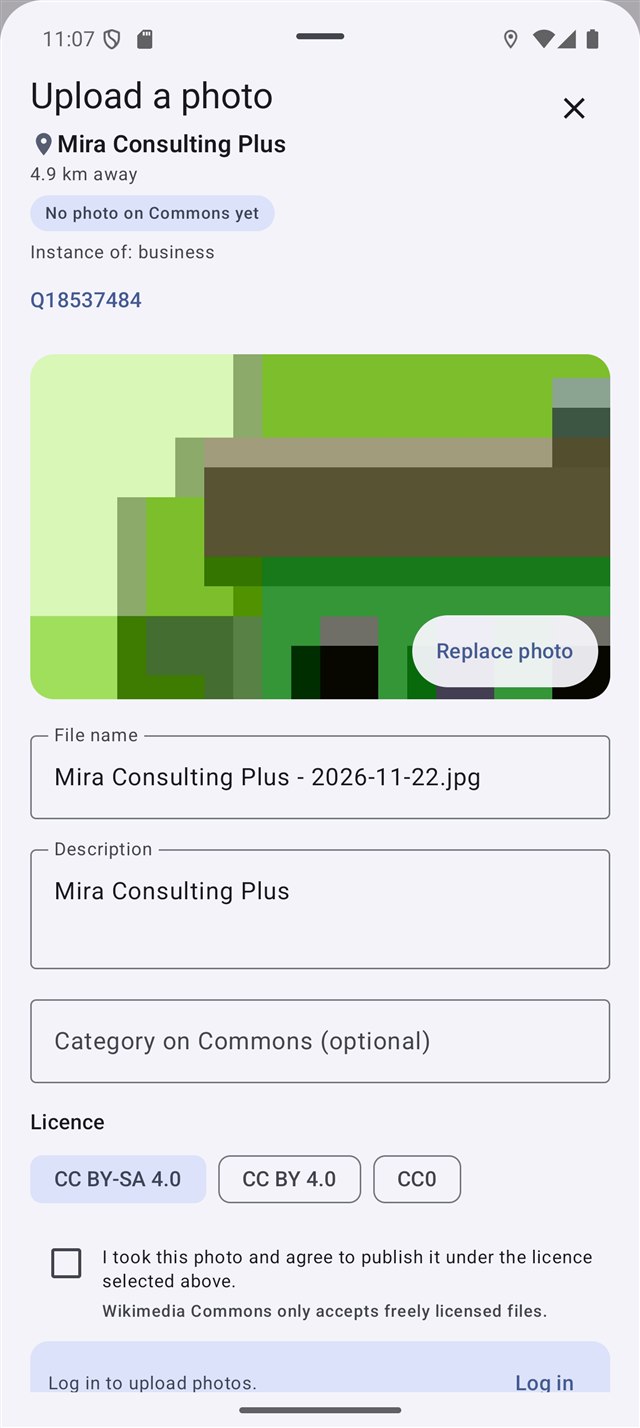 11:07
Upload a photo
Mira Consulting Plus
4.9 km away
No photo on Commons yet
Instance of: business
Q18537484
Replace photo
File name
Mira Consulting Plus - 2026-11-22.jpg
Description
Mira Consulting Plus
Category on Commons (optional)
Licence
CC BY-SA 4.0
CC BY 4.0
CC0
I took this photo and agree to publish it under the licence
selected above.
Wikimedia Commons only accepts freely licensed files.
Log in to upload photos.
Log in